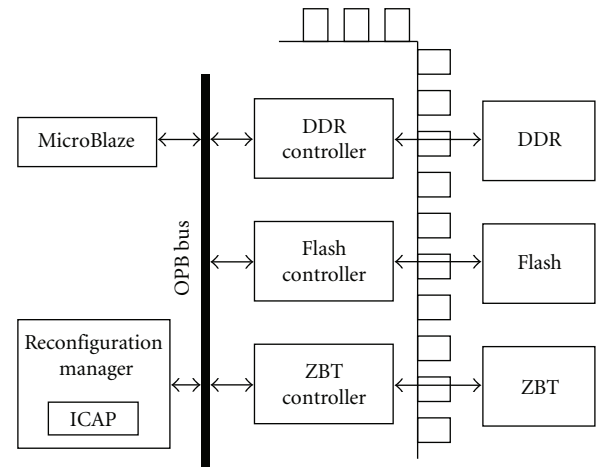 MicroBlaze
DDR
controller
DDR
OPB bus
Flash
controller
Flash
Reconfiguration
manager
ICAP
ZBT
controller
ZBT